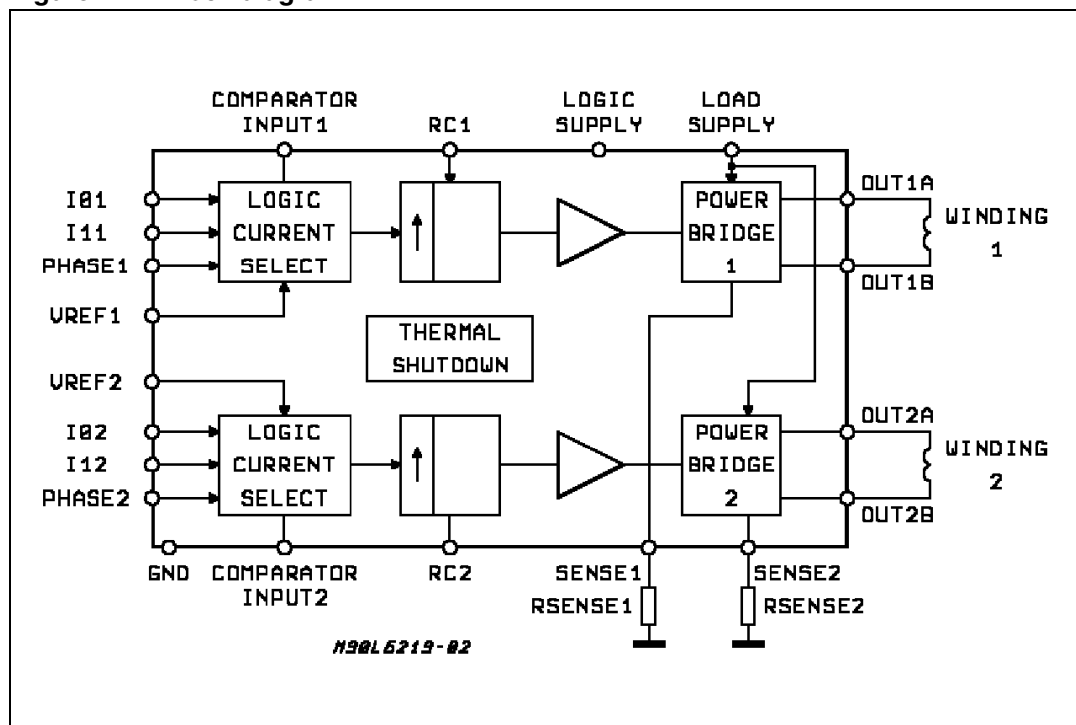 COMPARATOR
INPUT1
RC1
LOGIC
SUPPLY
LOAD
SUPPLY
I01
I11
PHASE1
VREF1
LOGIC
CURRENT
SELECT
POWER
BRIDGE
1
OUT1A
OUT1B
WINDING
1
THERMAL
SHUTDOWN
VREF2
I02
I12
PHASE2
LOGIC
CURRENT
SELECT
POWER
BRIDGE
2
OUT2A
OUT2B
WINDING
2
GND
COMPARATOR
INPUT2
RC2
SENSE1
RSENSE1
SENSE2
RSENSE2
M90L6219-02